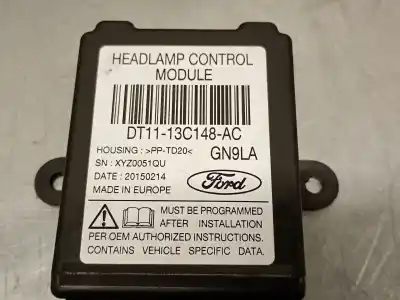 HEADLAMP CONTROL
MODULE
DT11-13C148-AC
HOUSING : >PP-TD20< GN9LA
SN : XYZ0051QU
DATE : 20150214
MADE IN EUROPE
Ford
MUST BE PROGRAMMED
AFTER INSTALLATION
PER OEM AUTHORIZED INSTRUCTIONS.
CONTAINS VEHICLE SPECIFIC DATA.